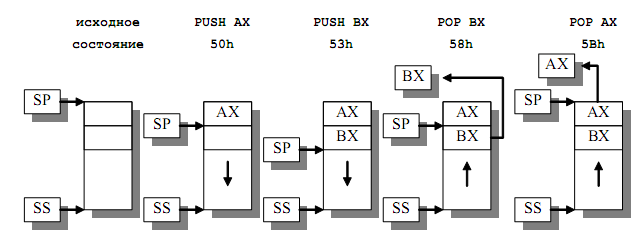 исходное PUSH AX PUSH BX POP BX POP AX
состояние 50h 53h 58h 5Bh
BX AX
SP AX AX AX SP AX
SP BX SP BX BX
SP
SS SS SS SS SS